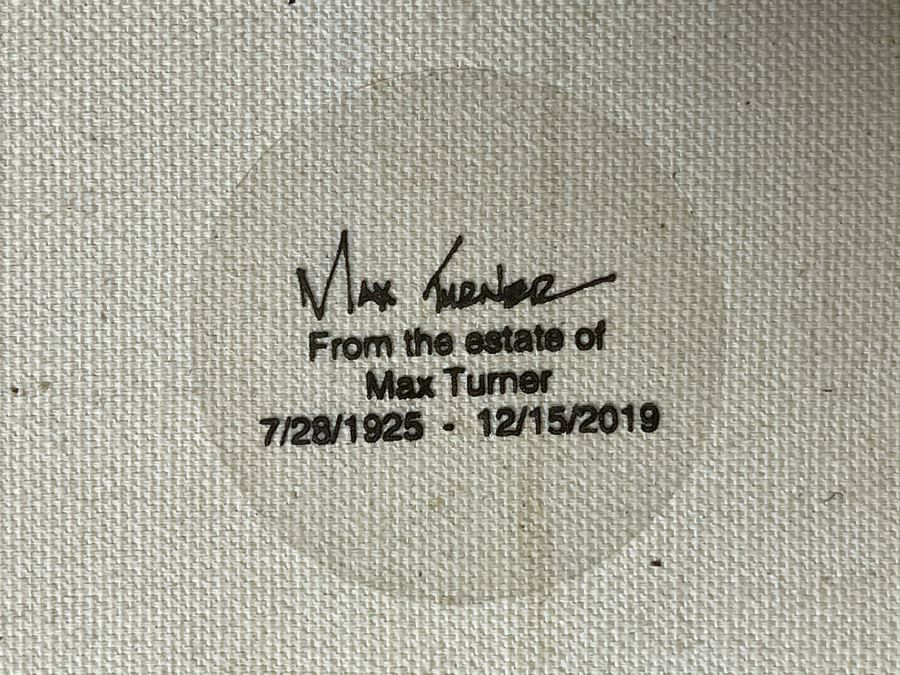 Max Turner
From the estate of
Max Turner
7/28/1925 - 12/15/2019